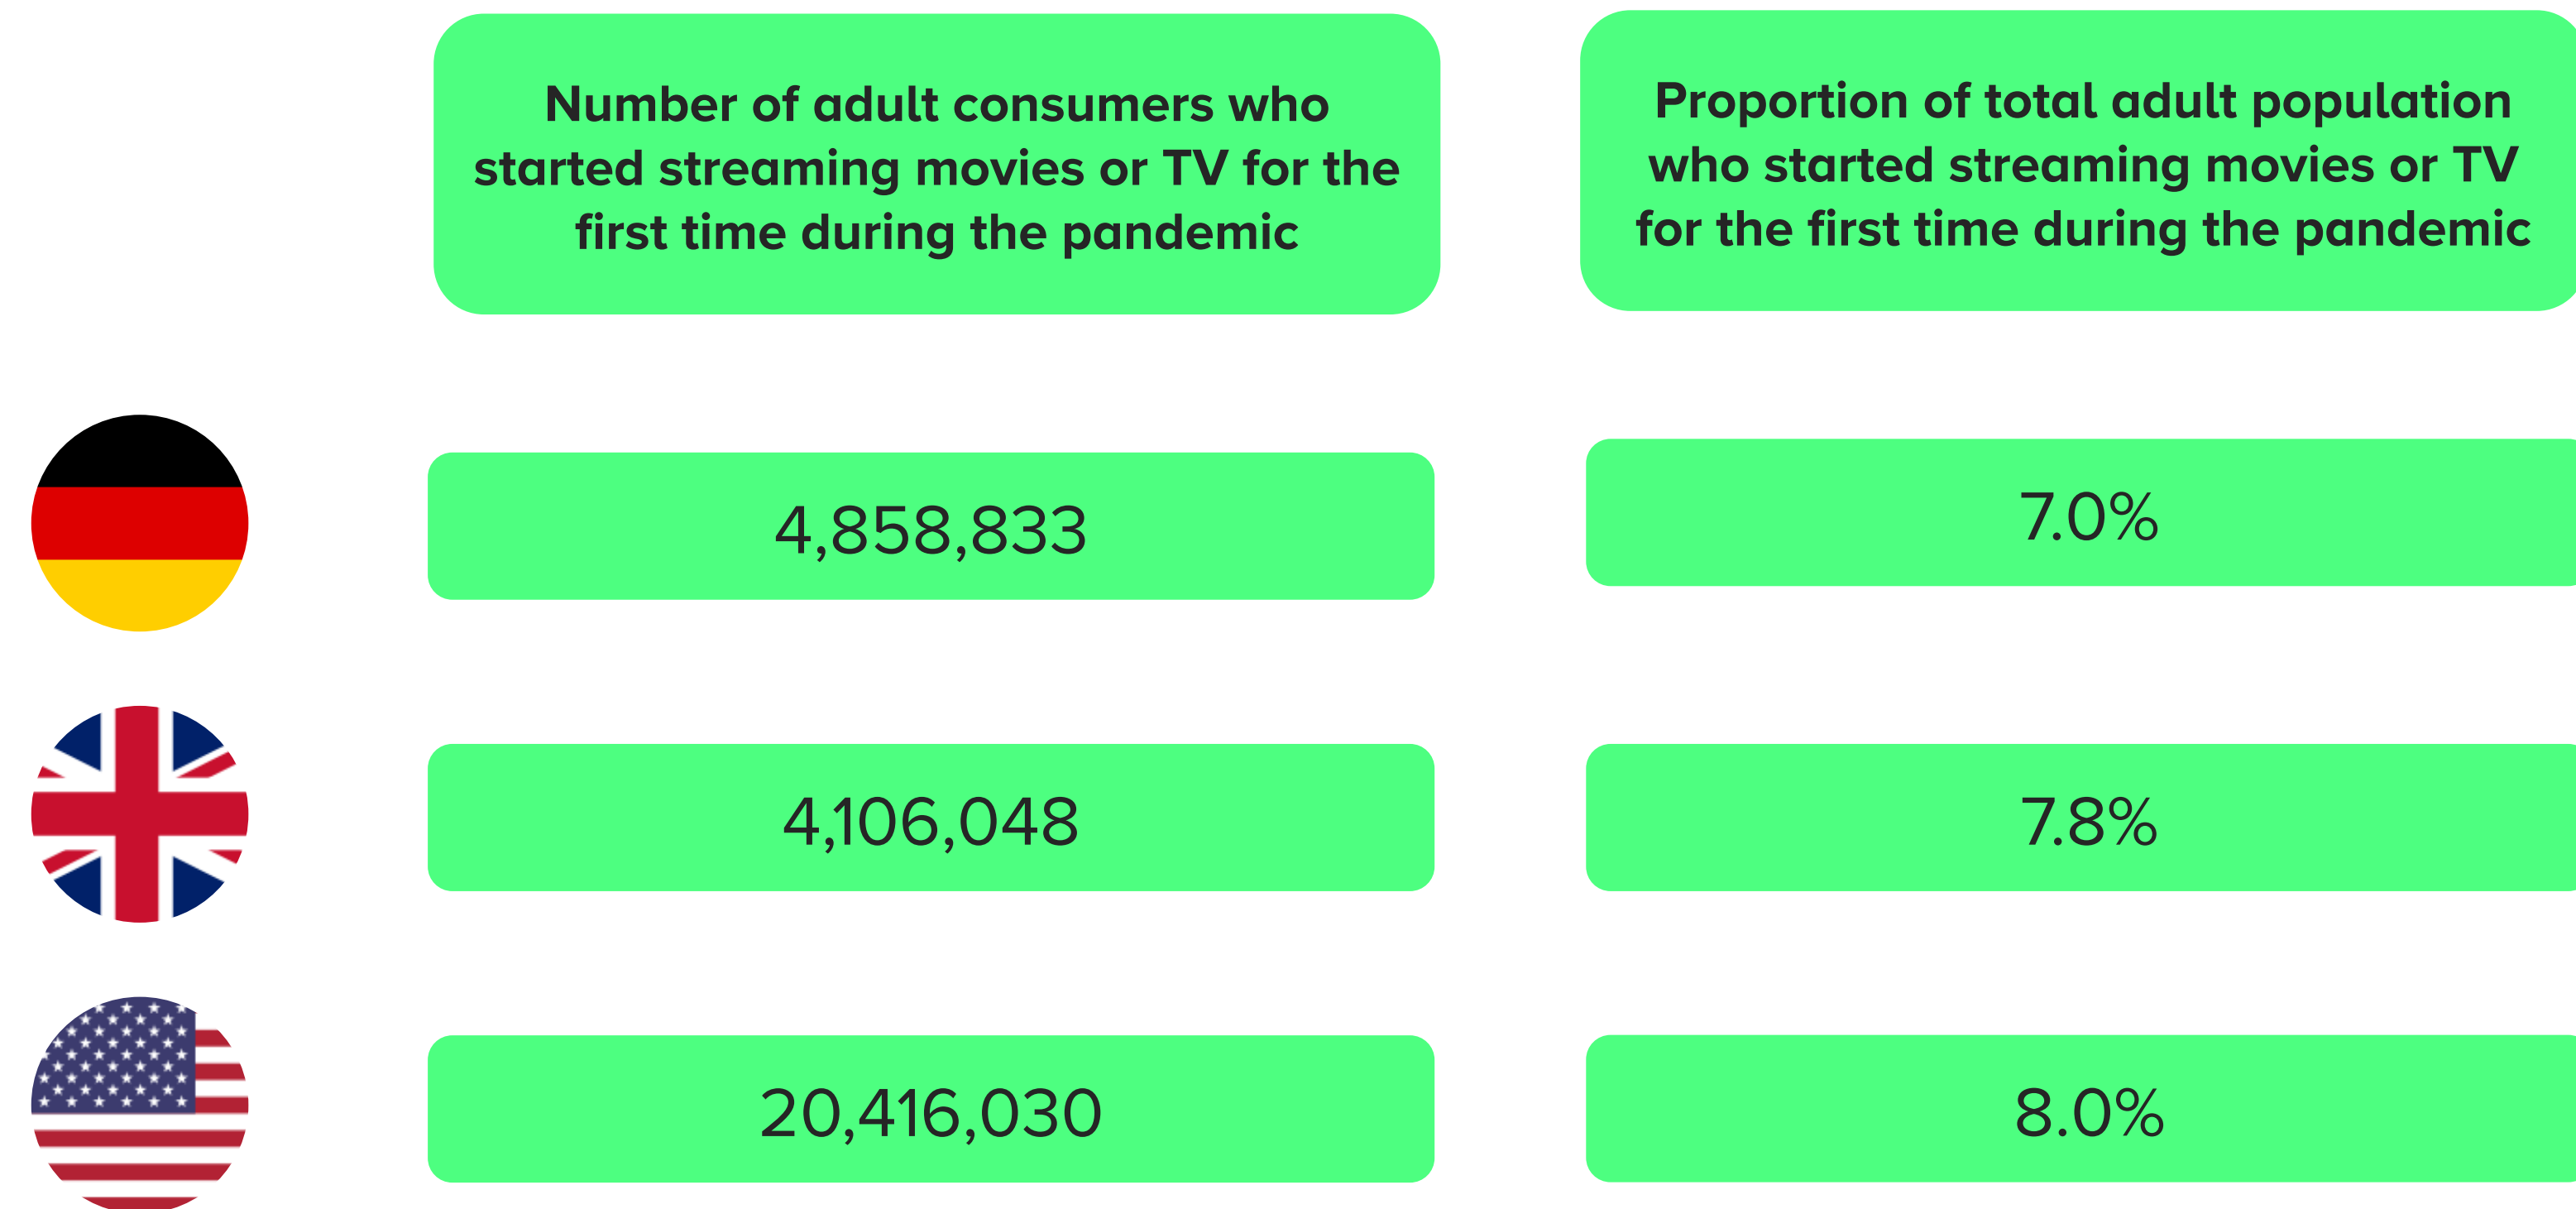 Number of adult consumers who
started streaming movies or TV for the
first time during the pandemic
Proportion of total adult population
who started streaming movies or TV
for the first time during the pandemic
4,858,833
7.0%
4,106,048
7.8%
20,416,030
8.0%